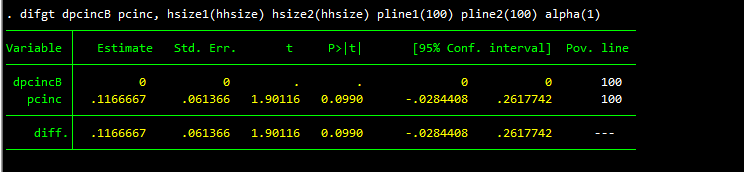 . difgt dpcincB pcinc, hsize1(hhsize) hsize2(hhsize) pline1(100) pline2(100) alpha(1)
Variable Estimate Std. Err. t P>|t| [95% Conf. interval] Pov. line
dpcincB 0 0 . . 0 0 100
pcinc .1166667 .061366 1.90116 0.0990 -.0284408 .2617742 100
diff. .1166667 .061366 1.90116 0.0990 -.0284408 .2617742 ---